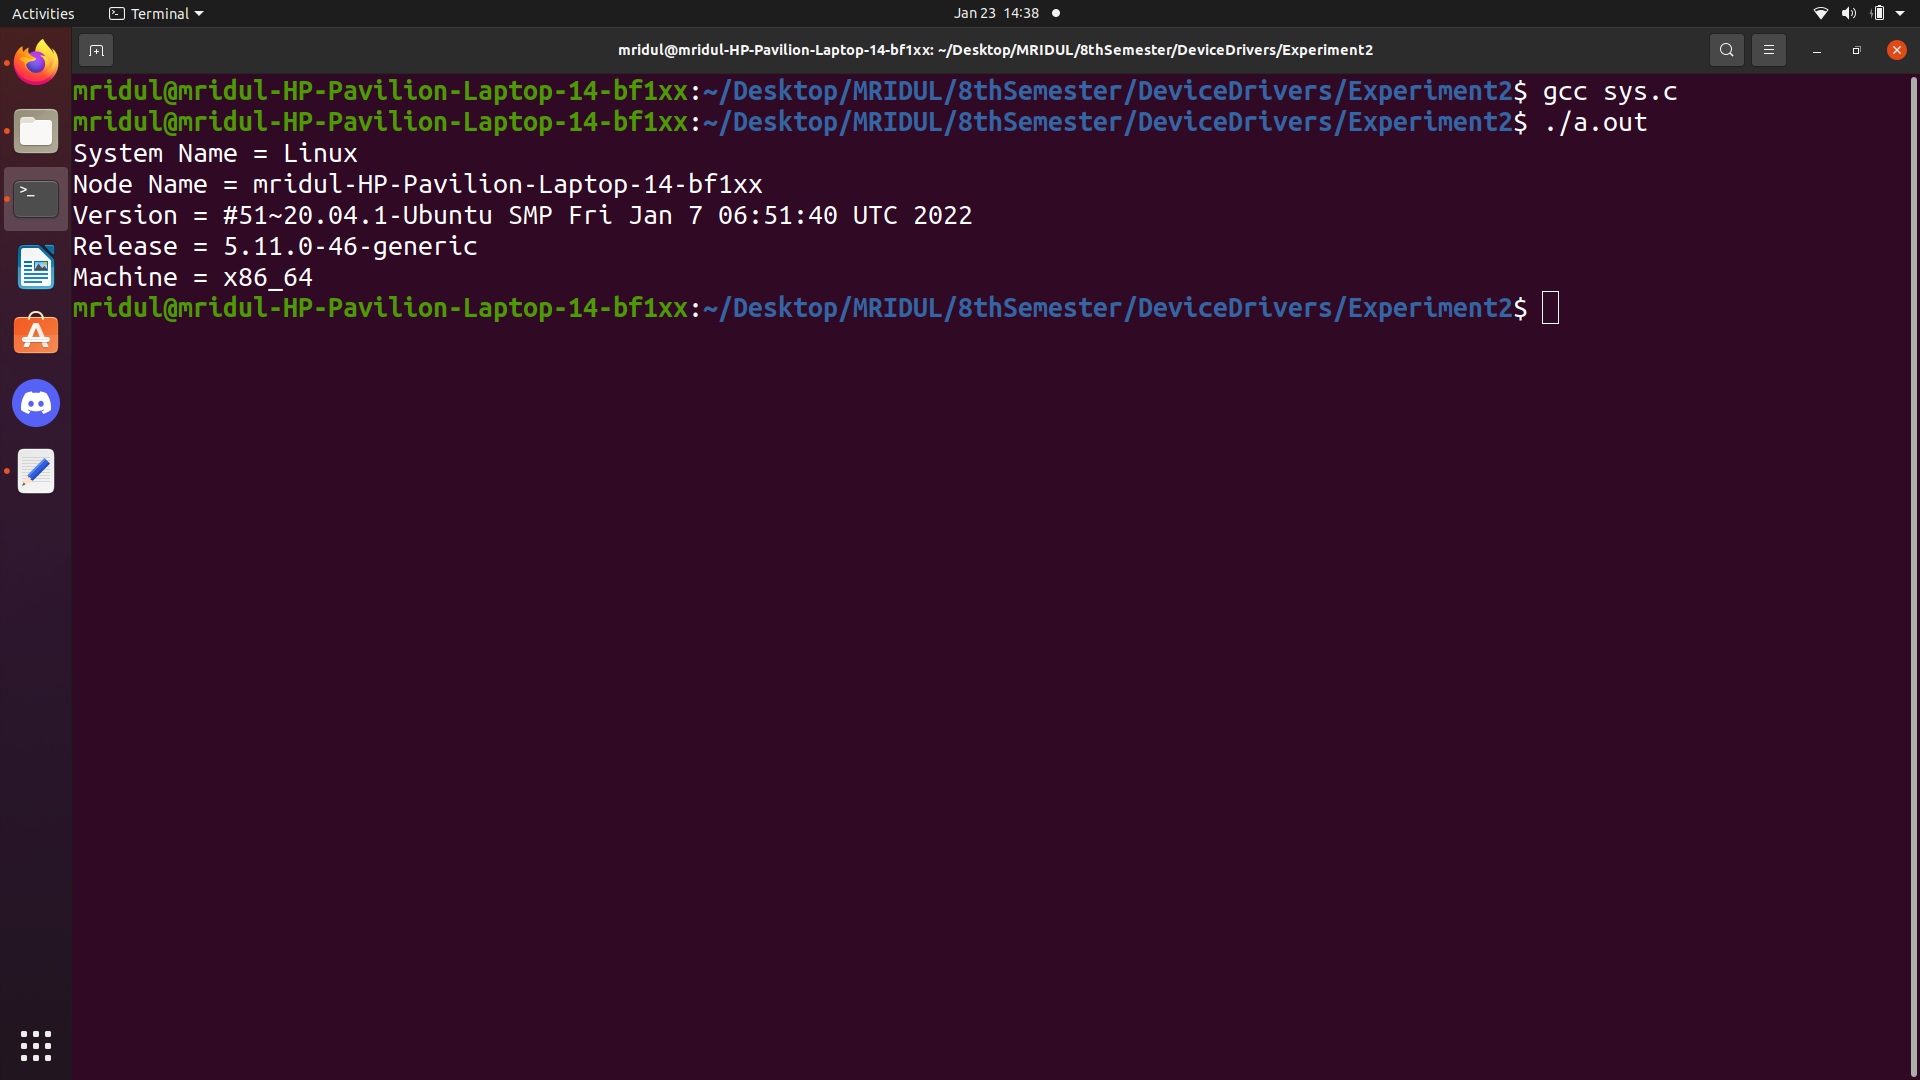 Activities
Terminal
Jan 23 14:38
mridul@mridul-HP-Pavilion-Laptop-14-bf1xx: ~/Desktop/MRIDUL/8thSemester/DeviceDrivers/Experiment2
mridul@mridul-HP-Pavilion-Laptop-14-bf1xx:~/Desktop/MRIDUL/8thSemester/DeviceDrivers/Experiment2$ gcc sys.c
mridul@mridul-HP-Pavilion-Laptop-14-bf1xx:~/Desktop/MRIDUL/8thSemester/DeviceDrivers/Experiment2$ ./a.out
System Name = Linux
Node Name = mridul-HP-Pavilion-Laptop-14-bf1xx
Version = #51~20.04.1-Ubuntu SMP Fri Jan 7 06:51:40 UTC 2022
Release = 5.11.0-46-generic
Machine = x86_64
mridul@mridul-HP-Pavilion-Laptop-14-bf1xx:~/Desktop/MRIDUL/8thSemester/DeviceDrivers/Experiment2$